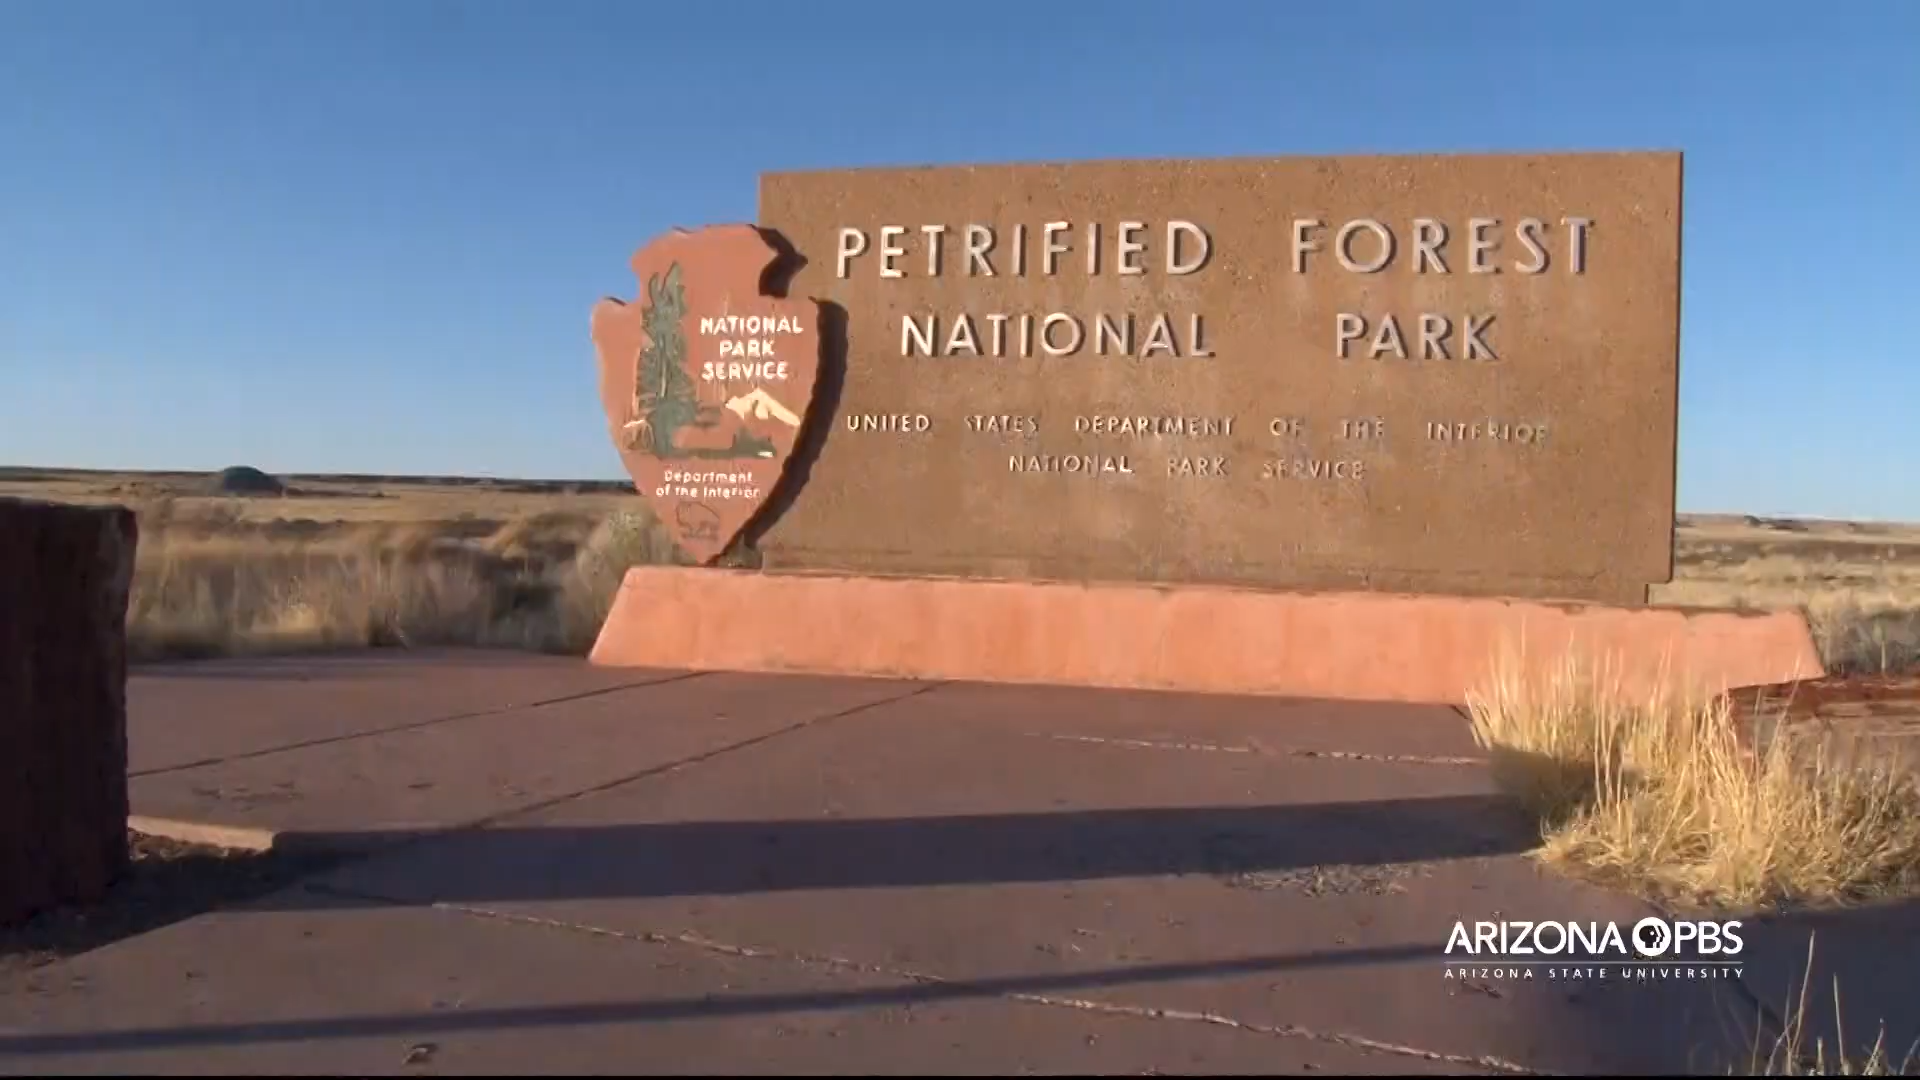 PETRIFIED FOREST
NATIONAL PARK
UNITED STATES DEPARTMENT OF THE INTERIOR
NATIONAL PARK SERVICE
NATIONAL
PARK
SERVICE
Department
of the Interior
ARIZONA PBS
ARIZONA STATE UNIVERSITY